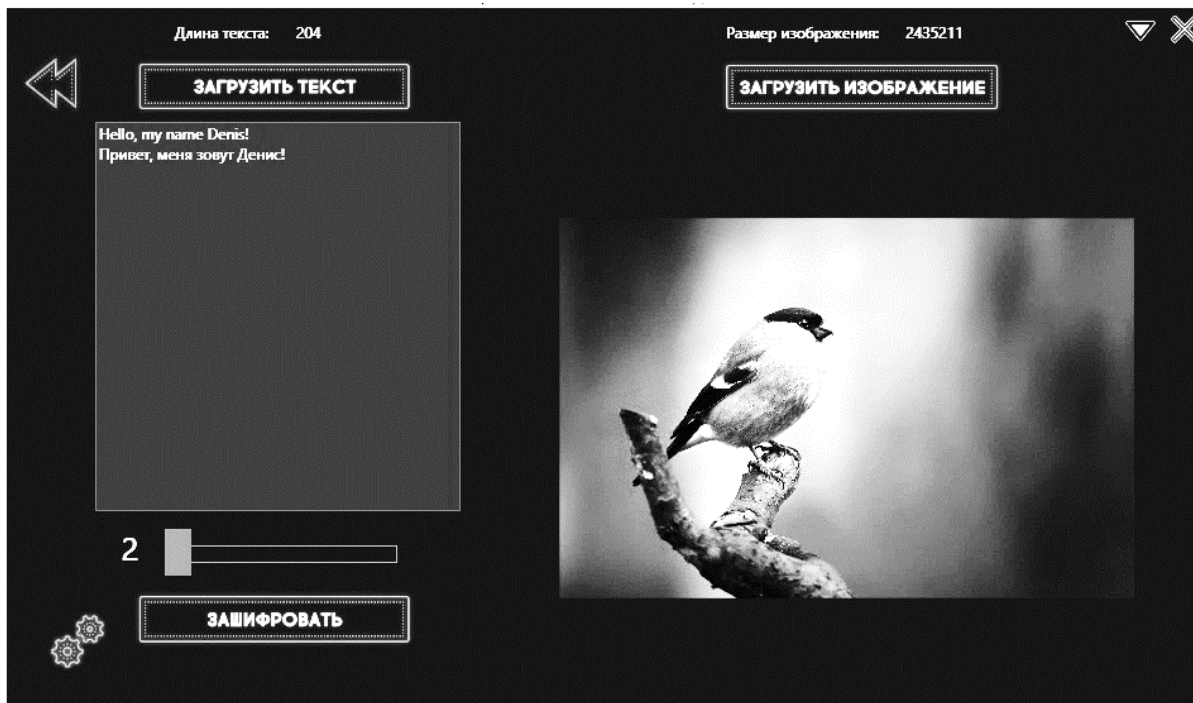 Длина текста: 204
Размер изображения: 2435211
ЗАГРУЗИТЬ ТЕКСТ
ЗАГРУЗИТЬ ИЗОБРАЖЕНИЕ
Hello, my name Denis!
Привет, меня зовут Денис!
2
ЗАШИФРОВАТЬ